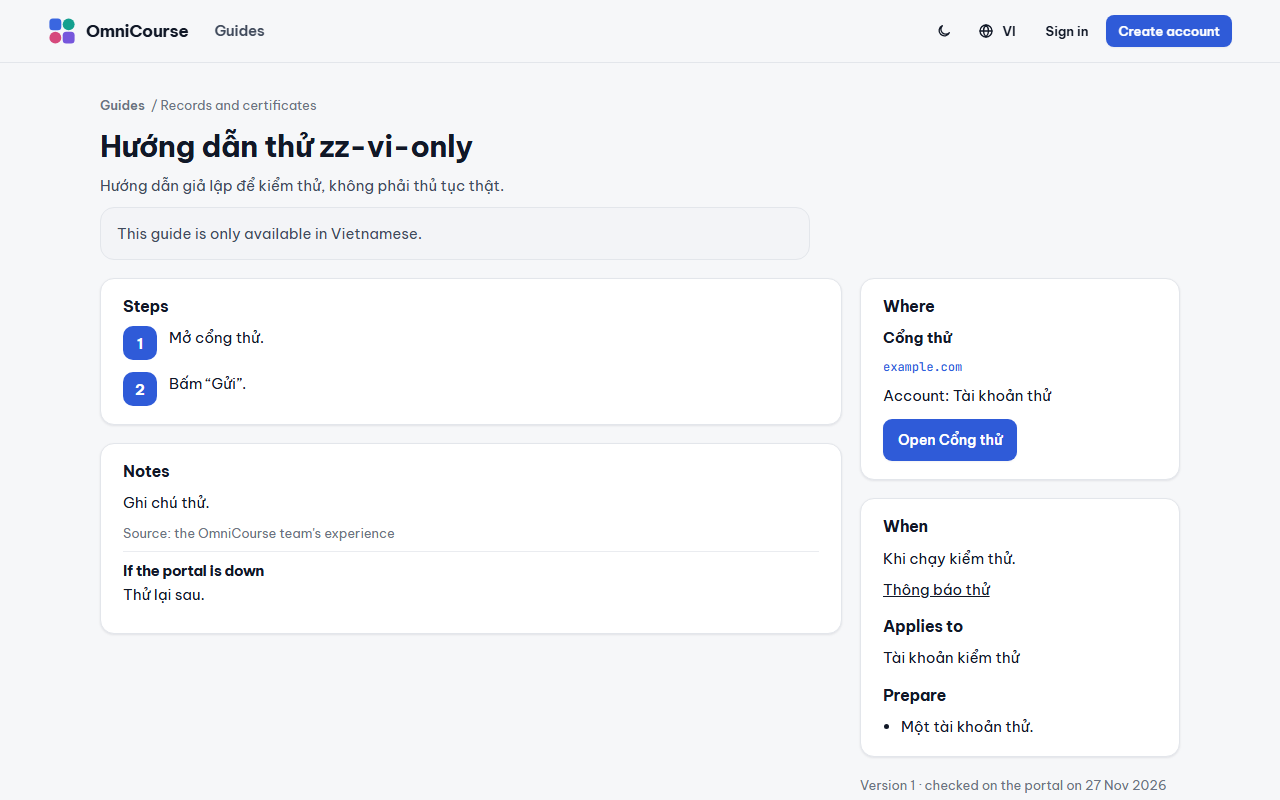 OmniCourse Guides VI Sign in Create account
Guides / Records and certificates
Hướng dẫn thử zz-vi-only
Hướng dẫn giả lập để kiểm thử, không phải thủ tục thật.
This guide is only available in Vietnamese.
Steps
1 Mở cổng thử.
2 Bấm “Gửi”.
Notes
Ghi chú thử.
Source: the OmniCourse team's experience
If the portal is down
Thử lại sau.
Where
Cổng thử
example.com
Account: Tài khoản thử
Open Cổng thử
When
Khi chạy kiểm thử.
Thông báo thử
Applies to
Tài khoản kiểm thử
Prepare
• Một tài khoản thử.
Version 1 · checked on the portal on 27 Nov 2026